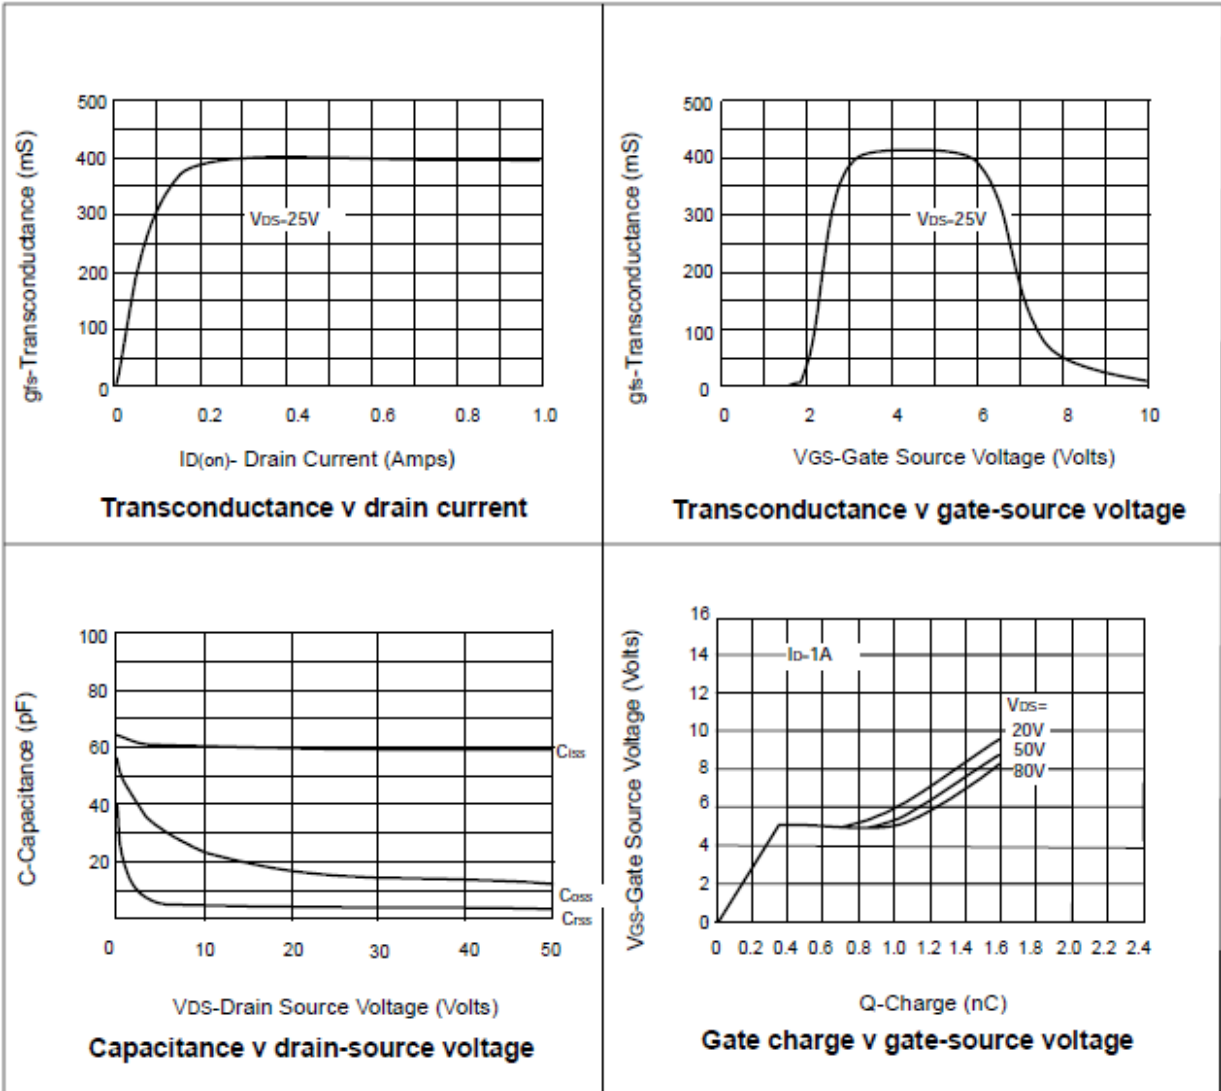 500
400
300
200
100
0
gfs-Transconductance (mS)
VDS=25V
0 0.2 0.4 0.6 0.8 1.0
ID(on)- Drain Current (Amps)
Transconductance v drain current
500
400
300
200
100
0
gfs-Transconductance (mS)
VDS=25V
0 2 4 6 8 10
VGS-Gate Source Voltage (Volts)
Transconductance v gate-source voltage
100
80
60
40
20
C-Capacitance (pF)
Ciss
Coss
Crss
0 10 20 30 40 50
VDS-Drain Source Voltage (Volts)
Capacitance v drain-source voltage
16
14
12
10
8
6
4
2
0
VGS-Gate Source Voltage (Volts)
ID=1A
VDS=
20V
50V
80V
0 0.2 0.4 0.6 0.8 1.0 1.2 1.4 1.6 1.8 2.0 2.2 2.4
Q-Charge (nC)
Gate charge v gate-source voltage